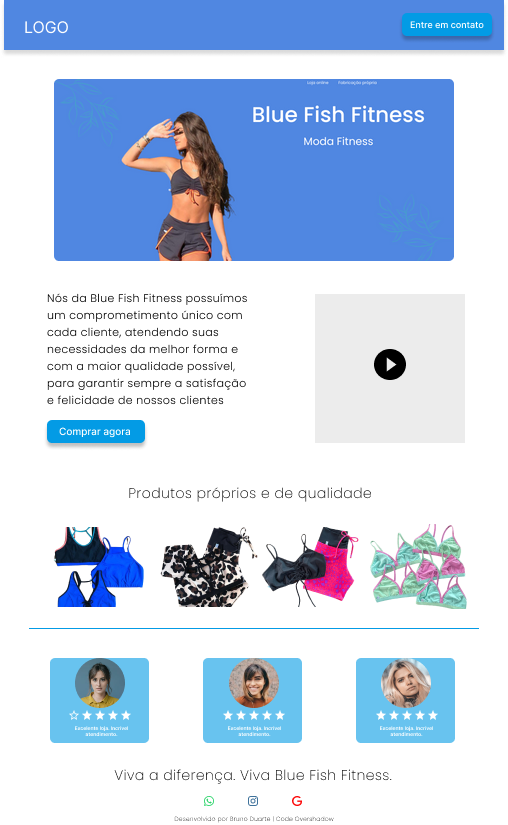 LOGO
Entre em contato
Loja online Fabricação própria
Blue Fish Fitness
Moda Fitness
Nós da Blue Fish Fitness possuímos
um comprometimento único com
cada cliente, atendendo suas
necessidades da melhor forma e
com a maior qualidade possível,
para garantir sempre a satisfação
e felicidade de nossos clientes
Comprar agora
Produtos próprios e de qualidade
Excelente loja. Incrível
atendimento.
Excelente loja. Incrível
atendimento.
Excelente loja. Incrível
atendimento.
Viva a diferença. Viva Blue Fish Fitness.
Desenvolvido por Bruno Duarte | Code Overshadow